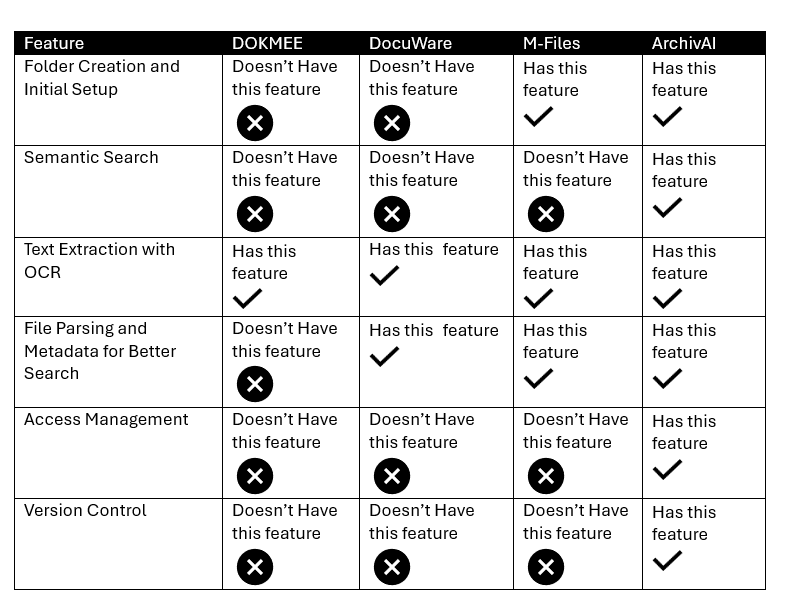 Feature DOKMEE DocuWare M-Files ArchivAI
Folder Creation and Initial Setup Doesn’t Have this feature Doesn’t Have this feature Has this feature Has this feature
Semantic Search Doesn’t Have this feature Doesn’t Have this feature Doesn’t Have this feature Has this feature
Text Extraction with OCR Has this feature Has this feature Has this feature Has this feature
File Parsing and Metadata for Better Search Doesn’t Have this feature Has this feature Has this feature Has this feature
Access Management Doesn’t Have this feature Doesn’t Have this feature Doesn’t Have this feature Has this feature
Version Control Doesn’t Have this feature Doesn’t Have this feature Doesn’t Have this feature Has this feature